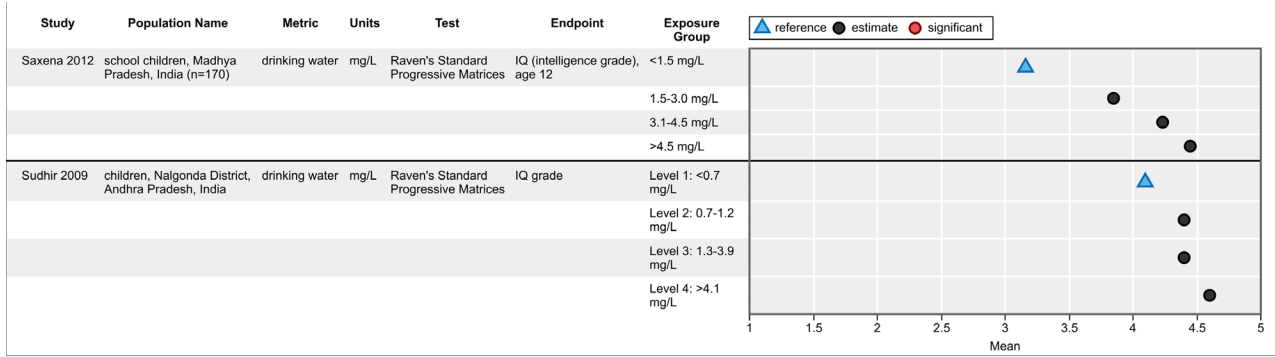 Study Population Name Metric Units Test Endpoint Exposure
Group
reference estimate significant
Saxena 2012 school children, Madhya drinking water mg/L Raven's Standard IQ (intelligence grade), <1.5 mg/L
Pradesh, India (n=170) Progressive Matrices age 12
1.5-3.0 mg/L
3.1-4.5 mg/L
>4.5 mg/L
Sudhir 2009 children, Nalgonda District, drinking water mg/L Raven's Standard IQ grade Level 1: <0.7
Andhra Pradesh, India Progressive Matrices mg/L
Level 2: 0.7-1.2
mg/L
Level 3: 1.3-3.9
mg/L
Level 4: >4.1
mg/L
1 1.5 2 2.5 3 3.5 4 4.5 5
Mean